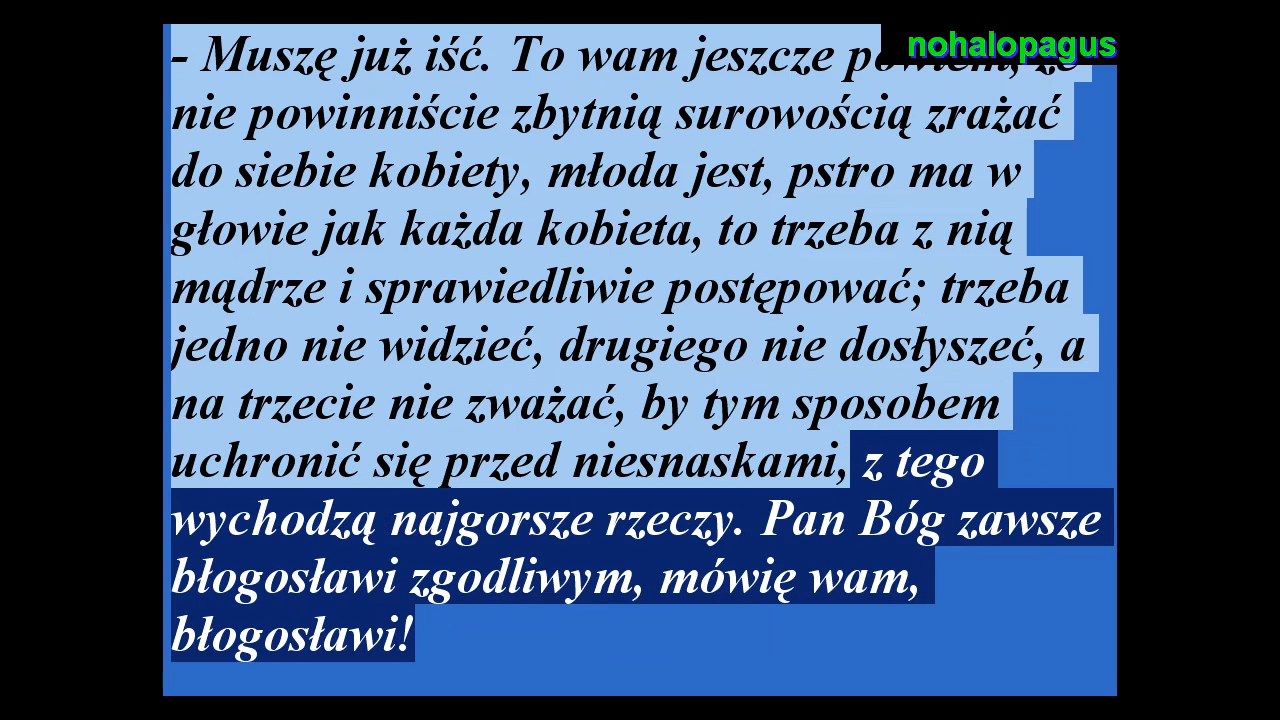 nohalopagus
- Muszę już iść. To wam jeszcze powiem, że
nie powinniście zbytnią surowością zrażać
do siebie kobiety, młoda jest, pstro ma w
głowie jak każda kobieta, to trzeba z nią
mądrze i sprawiedliwie postępować; trzeba
jedno nie widzieć, drugiego nie dosłyszeć, a
na trzecie nie zważać, by tym sposobem
uchronić się przed niesnaskami, z tego
wychodzą najgorsze rzeczy. Pan Bóg zawsze
błogosławi zgodliwym, mówię wam,
błogosławi!